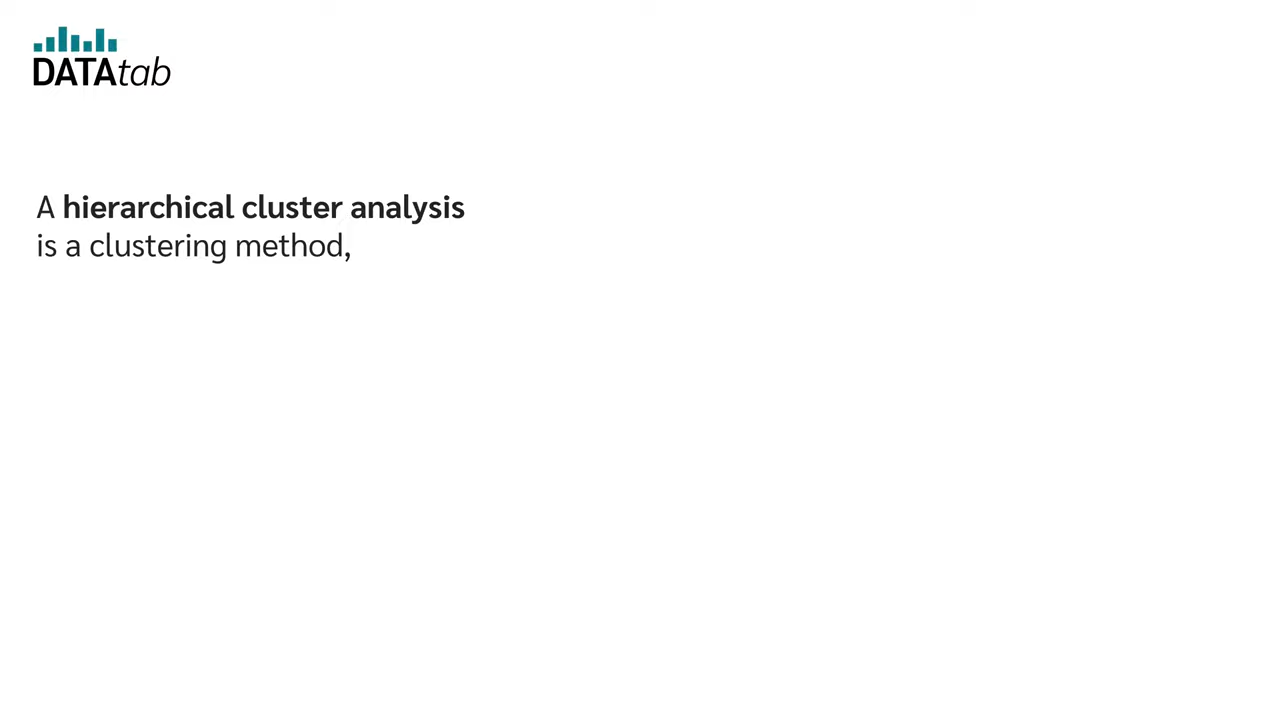 DATAtab
A hierarchical cluster analysis
is a clustering method,